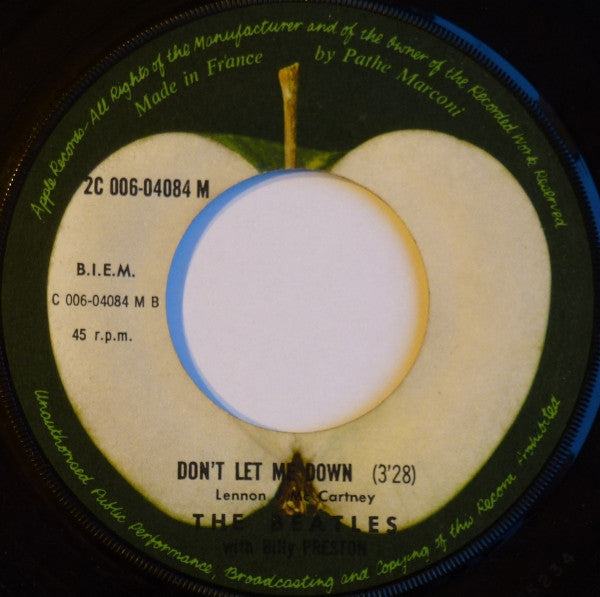 Apple Records-All Rights of the Manufacturer and of the Owner of the Recorded Work Reserved
Made in France by Pathe Marconi
2C 006-04084 M
B.I.E.M.
C 006-04084 M B
45 r.p.m.
DON'T LET ME DOWN (3'28)
Lennon Mc Cartney
THE BEATLES
with Billy PRESTON
Unauthorised Public Performance, Broadcasting and Copying of this Record Prohibited